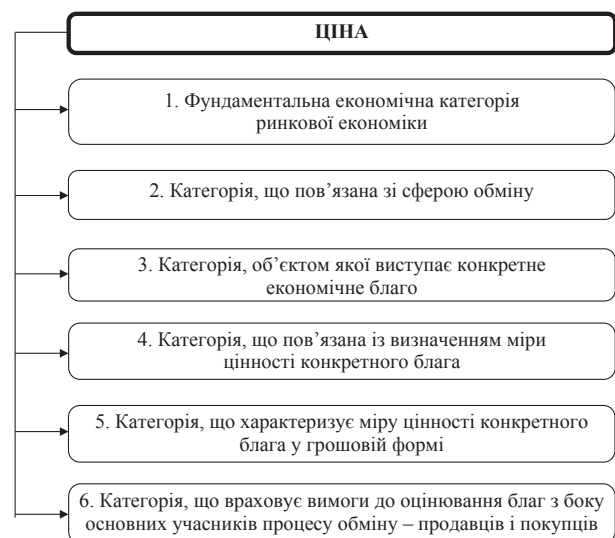 ЦІНА
1. Фундаментальна економічна категорія
ринкової економіки
2. Категорія, що пов’язана зі сферою обміну
3. Категорія, об’єктом якої виступає конкретне
економічне благо
4. Категорія, що пов’язана із визначенням міри
цінності конкретного блага
5. Категорія, що характеризує міру цінності конкретного
блага у грошовій формі
6. Категорія, що враховує вимоги до оцінювання благ з боку
основних учасників процесу обміну – продавців і покупців